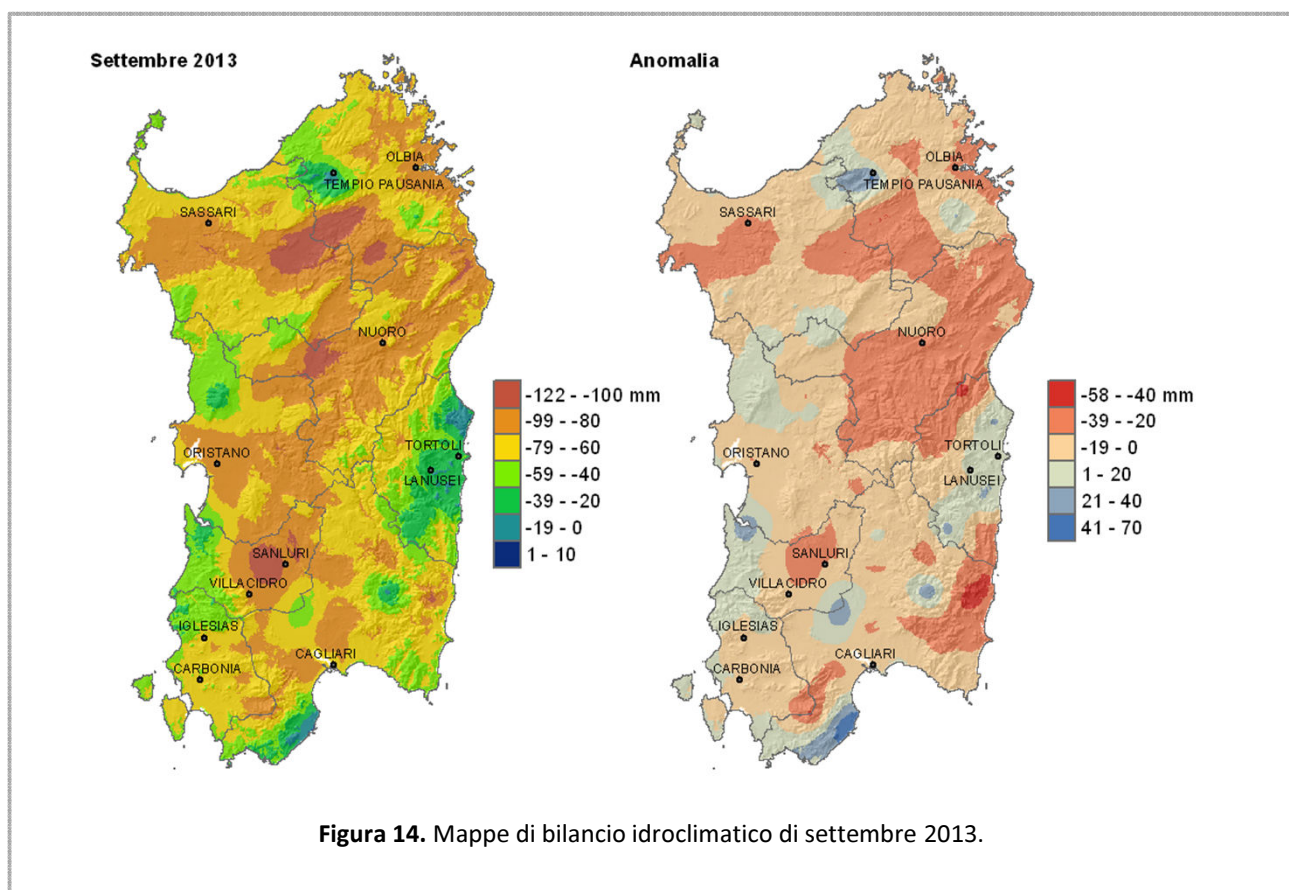 Settembre 2013
Anomalia
OLBIA
TEMPIO PAUSANIA
SASSARI
NUORO
TORTOLI
ORISTANO
LANUSEI
SANLURI
VILLACIDRO
IGLESIAS
CAGLIARI
CARBONIA
-122 - -100 mm
-99 - -80
-79 - -60
-59 - -40
-39 - -20
-19 - 0
1 - 10
OLBIA
TEMPIO PAUSANIA
SASSARI
NUORO
TORTOLI
ORISTANO
LANUSEI
SANLURI
VILLACIDRO
IGLESIAS
CAGLIARI
CARBONIA
-58 - -40 mm
-39 - -20
-19 - 0
1 - 20
21 - 40
41 - 70
Figura 14. Mappe di bilancio idroclimatico di settembre 2013.